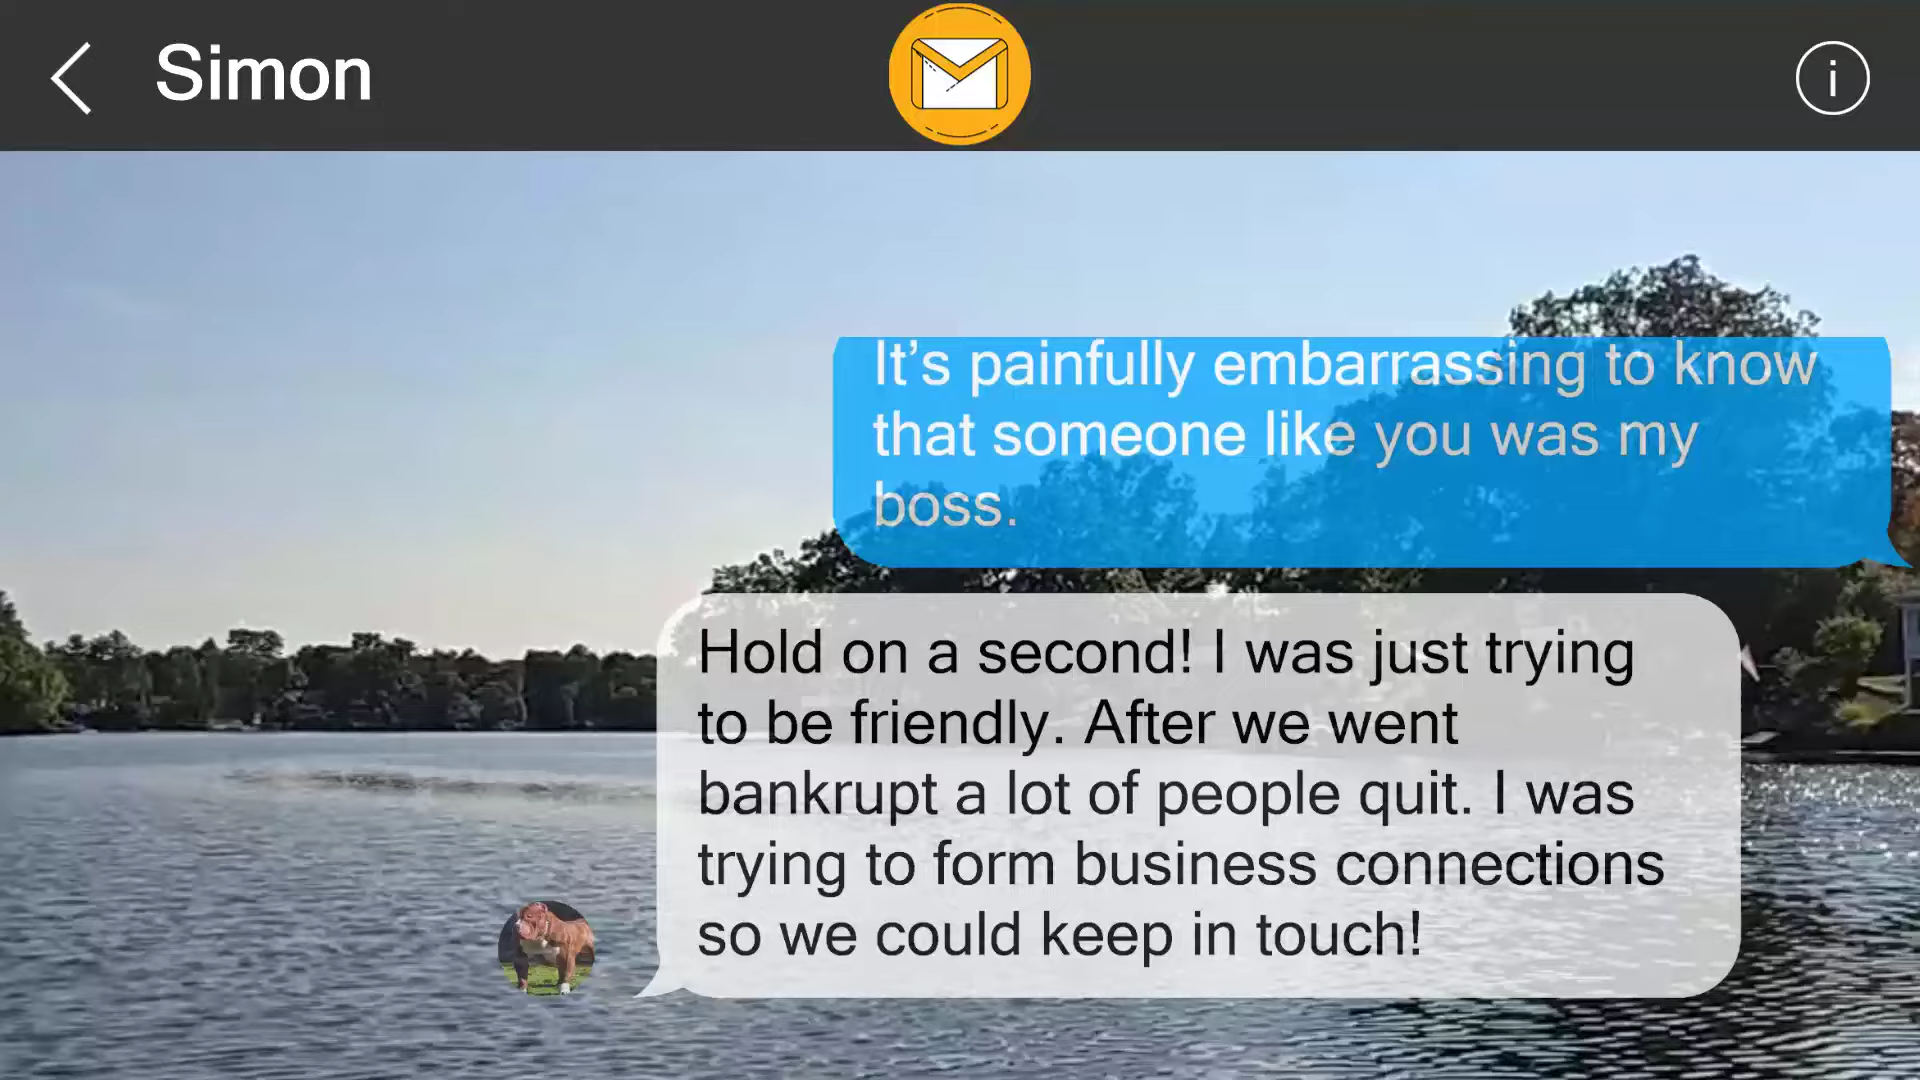 Simon
i
It’s painfully embarrassing to know
that someone like you was my
boss.
Hold on a second! I was just trying
to be friendly. After we went
bankrupt a lot of people quit. I was
trying to form business connections
so we could keep in touch!